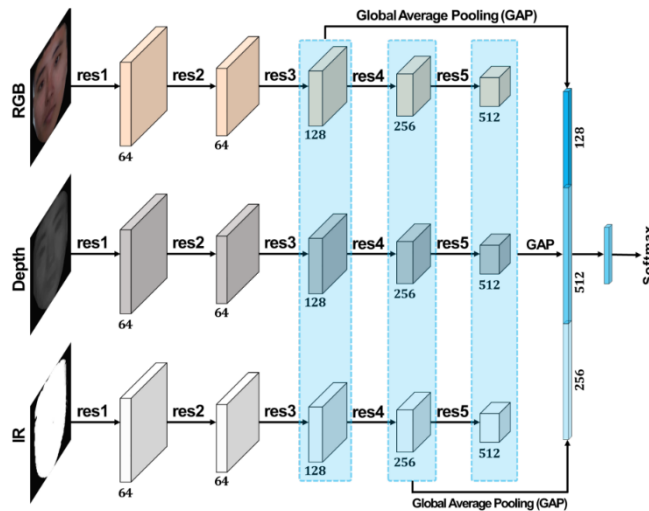 Global Average Pooling (GAP)
RGB
res1
res2
res3
res4
res5
64
64
128
256
512
128
Depth
res1
res2
res3
res4
res5
GAP
64
64
128
256
512
512
Softmax
IR
res1
res2
res3
res4
res5
64
64
128
256
512
256
Global Average Pooling (GAP)